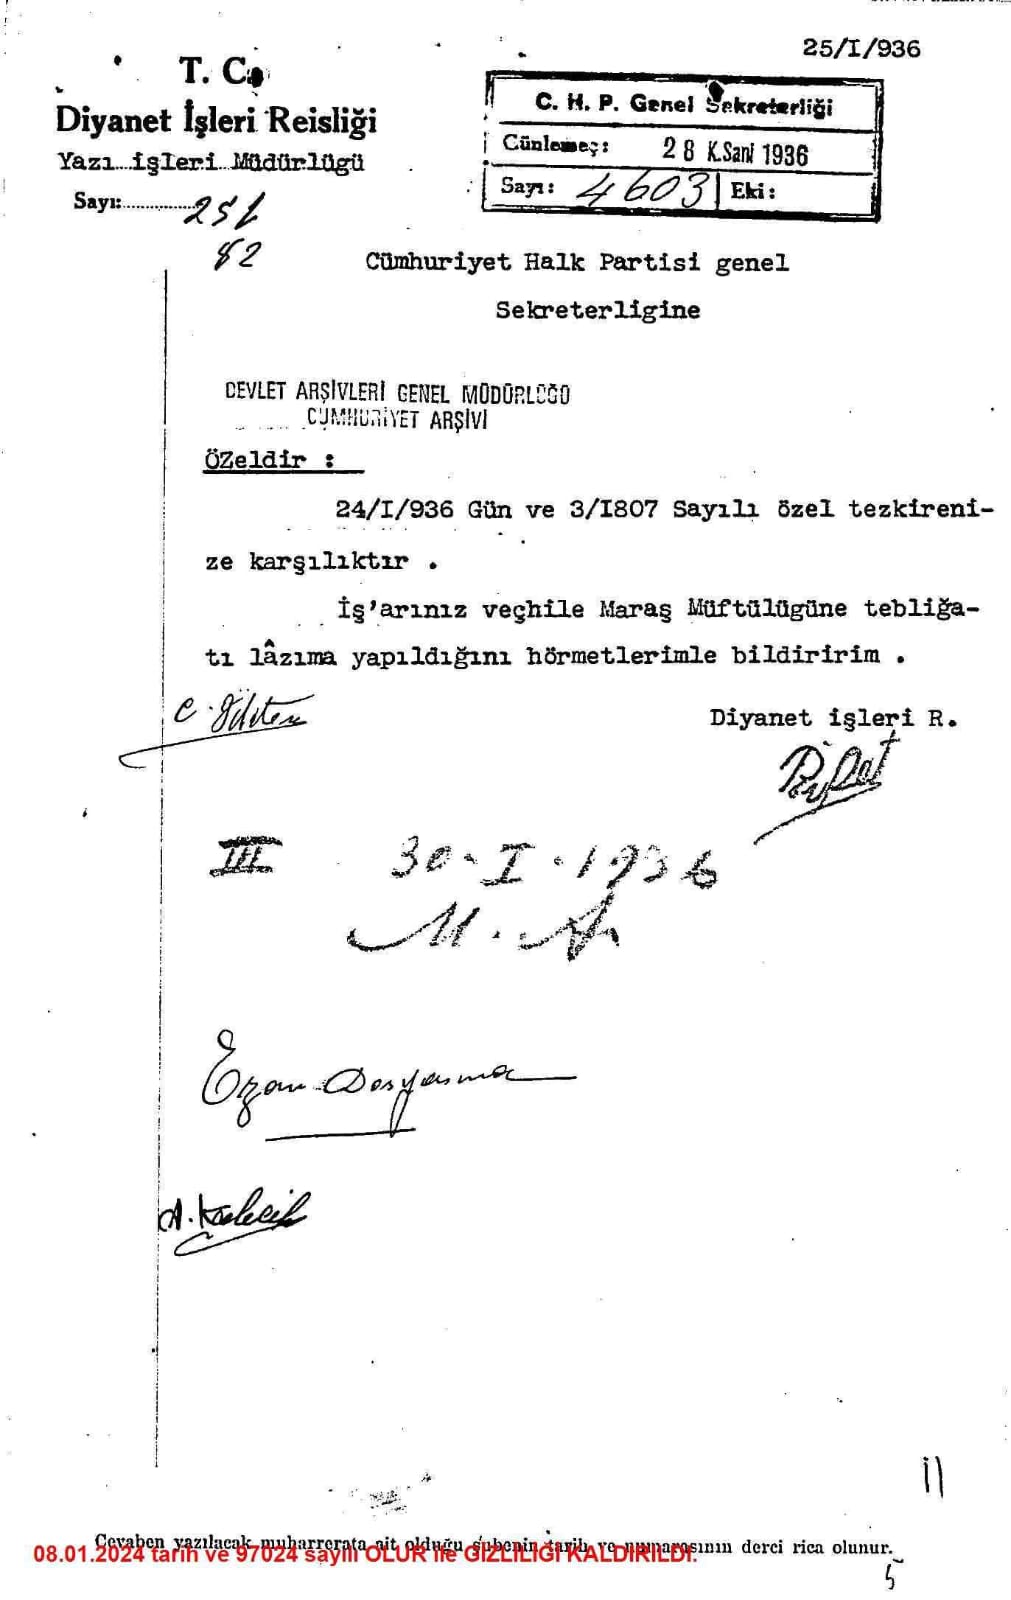 25/I/936
T. C.
Diyanet İşleri Reisliği
Yazı işleri Müdürlügü
Sayı: 251
82
C. H. P. Genel Sekreterliği
Günlemeç: 28 K.Sani 1936
Sayı: 4603 Eki:
Cümhuriyet Halk Partisi genel
Sekreterligine
DEVLET ARŞİVLERİ GENEL MÜDÜRLÜĞÜ
CUMHURİYET ARŞİVİ
ÖZeldir :
24/I/936 Gün ve 3/I807 Sayılı özel tezkireni-
ze karşılıktır .
İş'arınız veçhile Maraş Müftülügüne tebliğa-
tı lâzıma yapıldığını hörmetlerimle bildiririm .
Diyanet işleri R.
Rifat
III 30-I-1936
Ezan Dosyasına
11
Cevaben yazılacak muharrerata ait olduğu şubenin tarih ve numarasının derci rica olunur.
08.01.2024 tarih ve 97024 sayılı OLUR ile GİZLİLİĞİ KALDIRILDI.
5